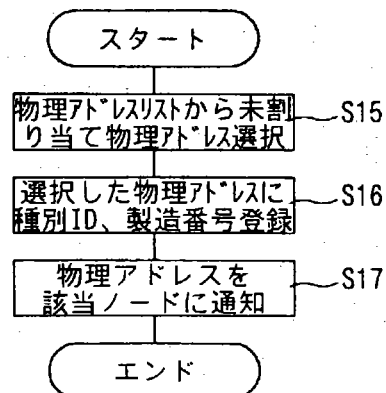 スタート
物理ｱﾄﾞﾚｽﾘｽﾄから未割
り当て物理ｱﾄﾞﾚｽ選択
S15
選択した物理ｱﾄﾞﾚｽに
種別ID、製造番号登録
S16
物理アドレスを
該当ノードに通知
S17
エンド